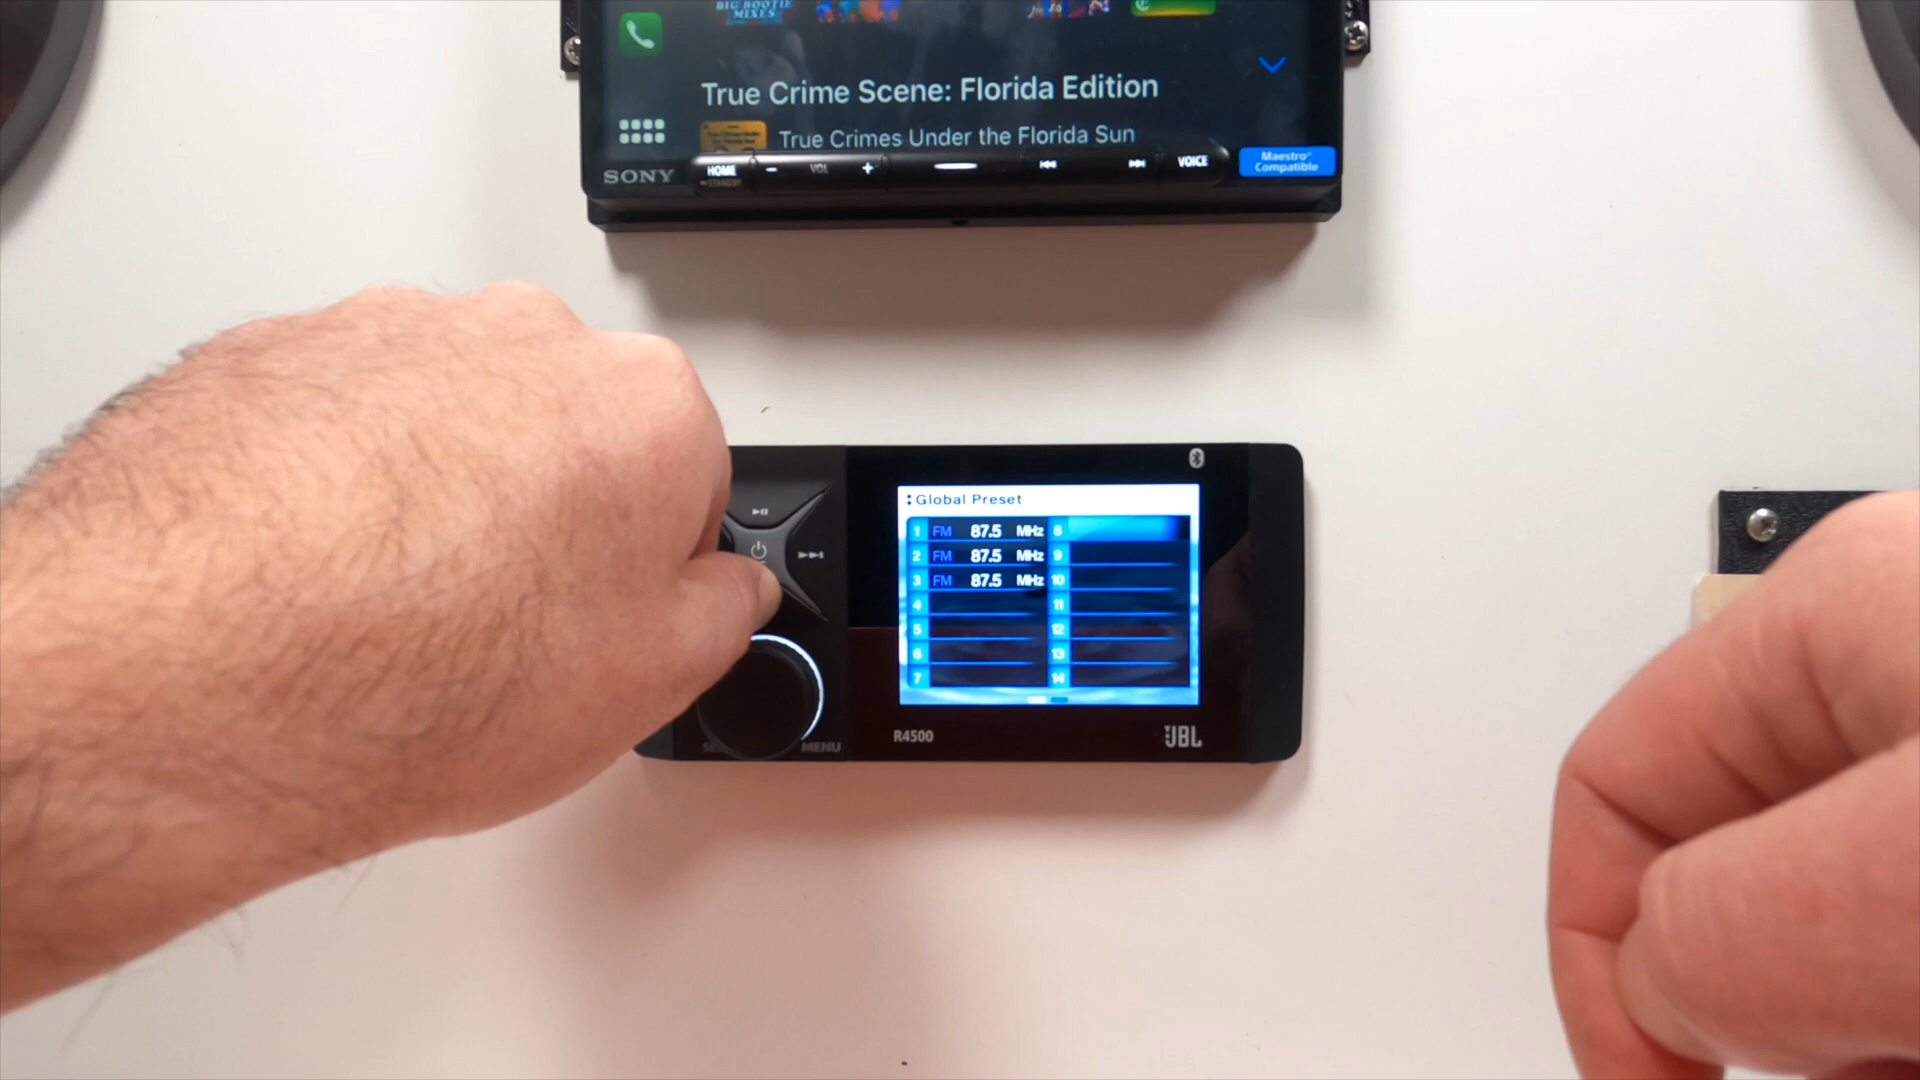 BIG BOOTIE
MIXES
True Crime Scene: Florida Edition
True Crimes Under the Florida Sun
SONY
HOME
STANDBY
- VOL +
VOICE
Maestro
Compatible
Global Preset
1 FM 87.5 MHz 8
2 FM 87.5 MHz 9
3 FM 87.5 MHz 10
4 11
5 12
6 13
7 14
MENU
R4500
JBL